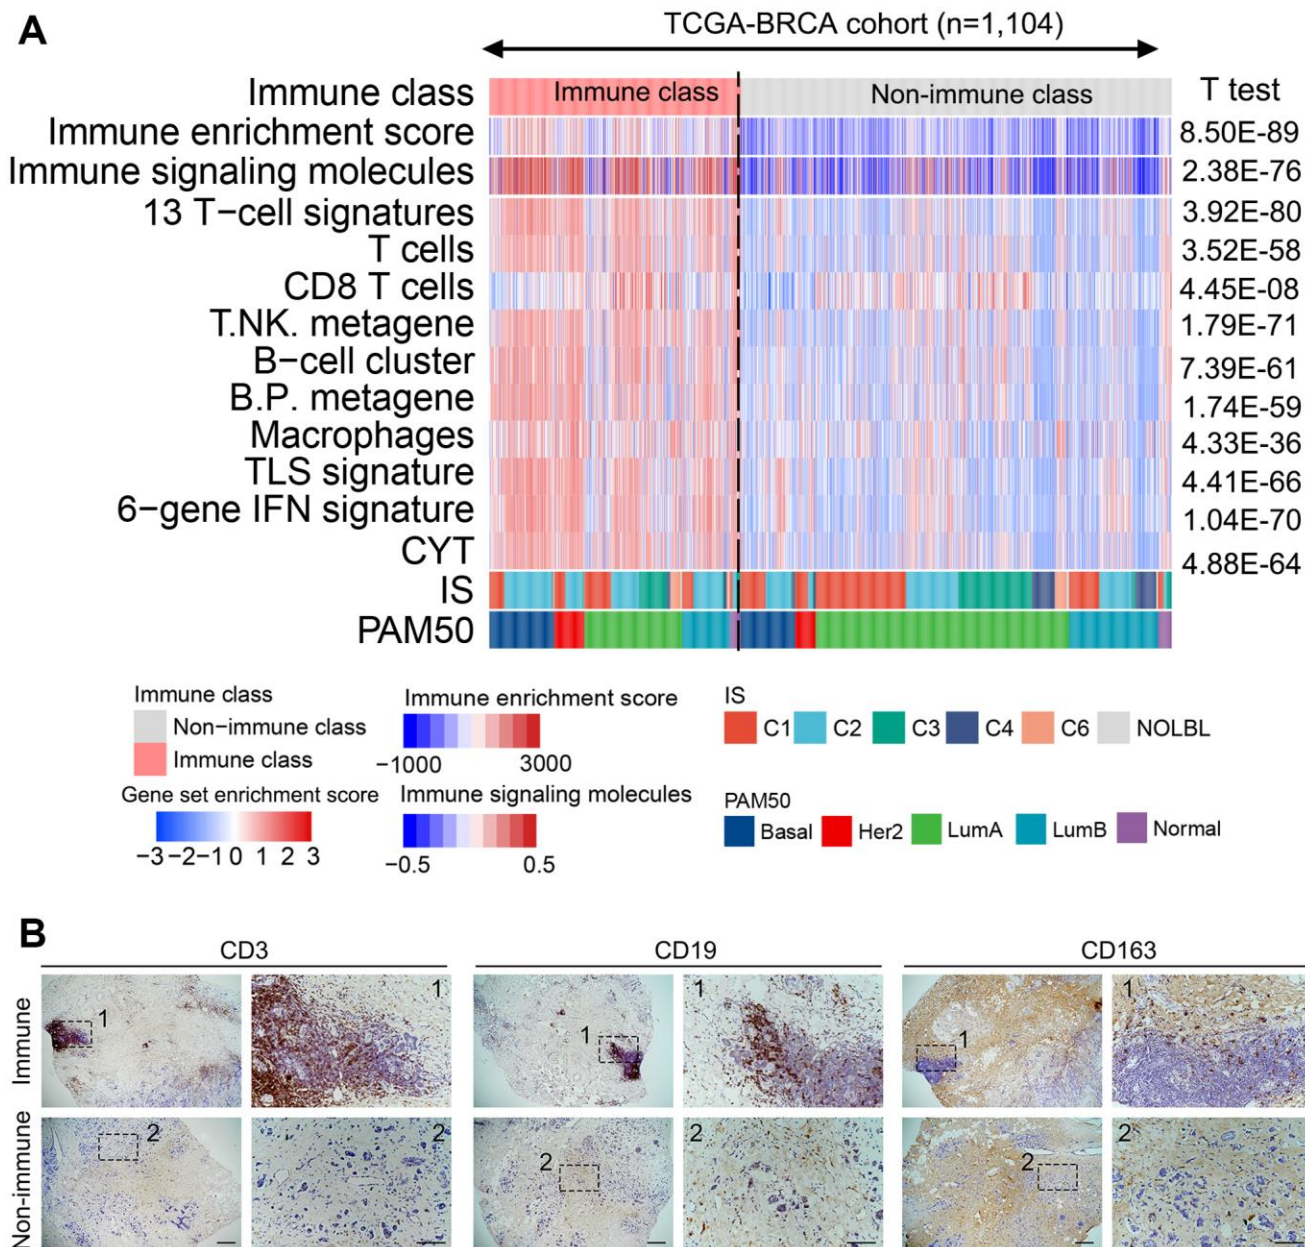 A
TCGA-BRCA cohort (n=1,104)
Immune class Immune class Non-immune class T test
Immune enrichment score 8.50E-89
Immune signaling molecules 2.38E-76
13 T−cell signatures 3.92E-80
T cells 3.52E-58
CD8 T cells 4.45E-08
T.NK. metagene 1.79E-71
B−cell cluster 7.39E-61
B.P. metagene 1.74E-59
Macrophages 4.33E-36
TLS signature 4.41E-66
6−gene IFN signature 1.04E-70
CYT 4.88E-64
IS
PAM50
Immune class
Non−immune class
Immune class
Immune enrichment score
−1000 3000
IS
C1 C2 C3 C4 C6 NOLBL
Gene set enrichment score
−3 −2 −1 0 1 2 3
Immune signaling molecules
−0.5 0.5
PAM50
Basal Her2 LumA LumB Normal
B
CD3 CD19 CD163
Immune 1 1 1 1 1 1
Non-immune 2 2 2 2 2 2